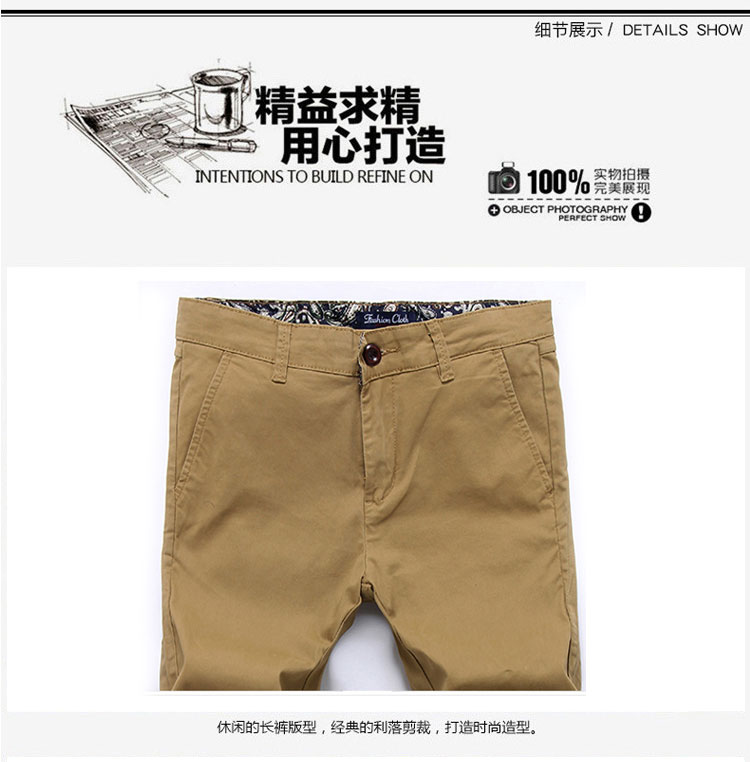 细节展示 / DETAILS SHOW
精益求精
用心打造
INTENTIONS TO BUILD REFINE ON
100% 实物拍摄
完美展现
OBJECT PHOTOGRAPHY
PERFECT SHOW
Fashion Cloth
休闲的长裤版型，经典的利落剪裁，打造时尚造型。